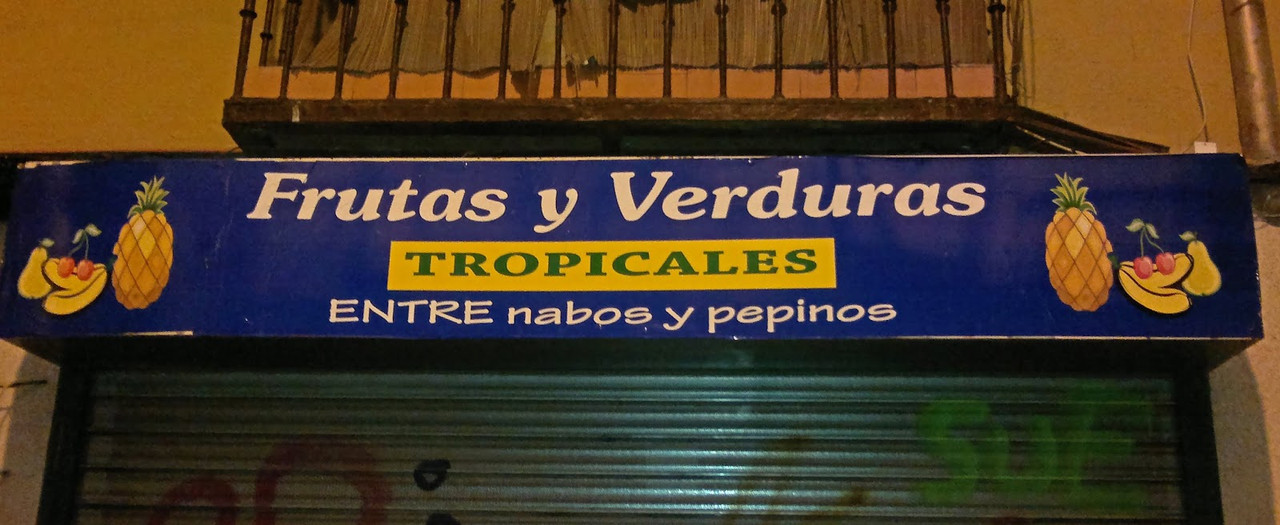 Frutas y Verduras
TROPICALES
ENTRE nabos y pepinos